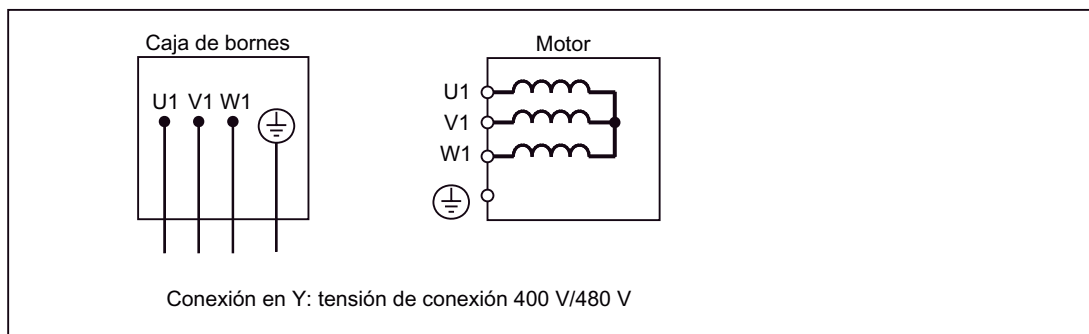 Caja de bornes
U1 V1 W1
Motor
U1
V1
W1
Conexión en Y: tensión de conexión 400 V/480 V